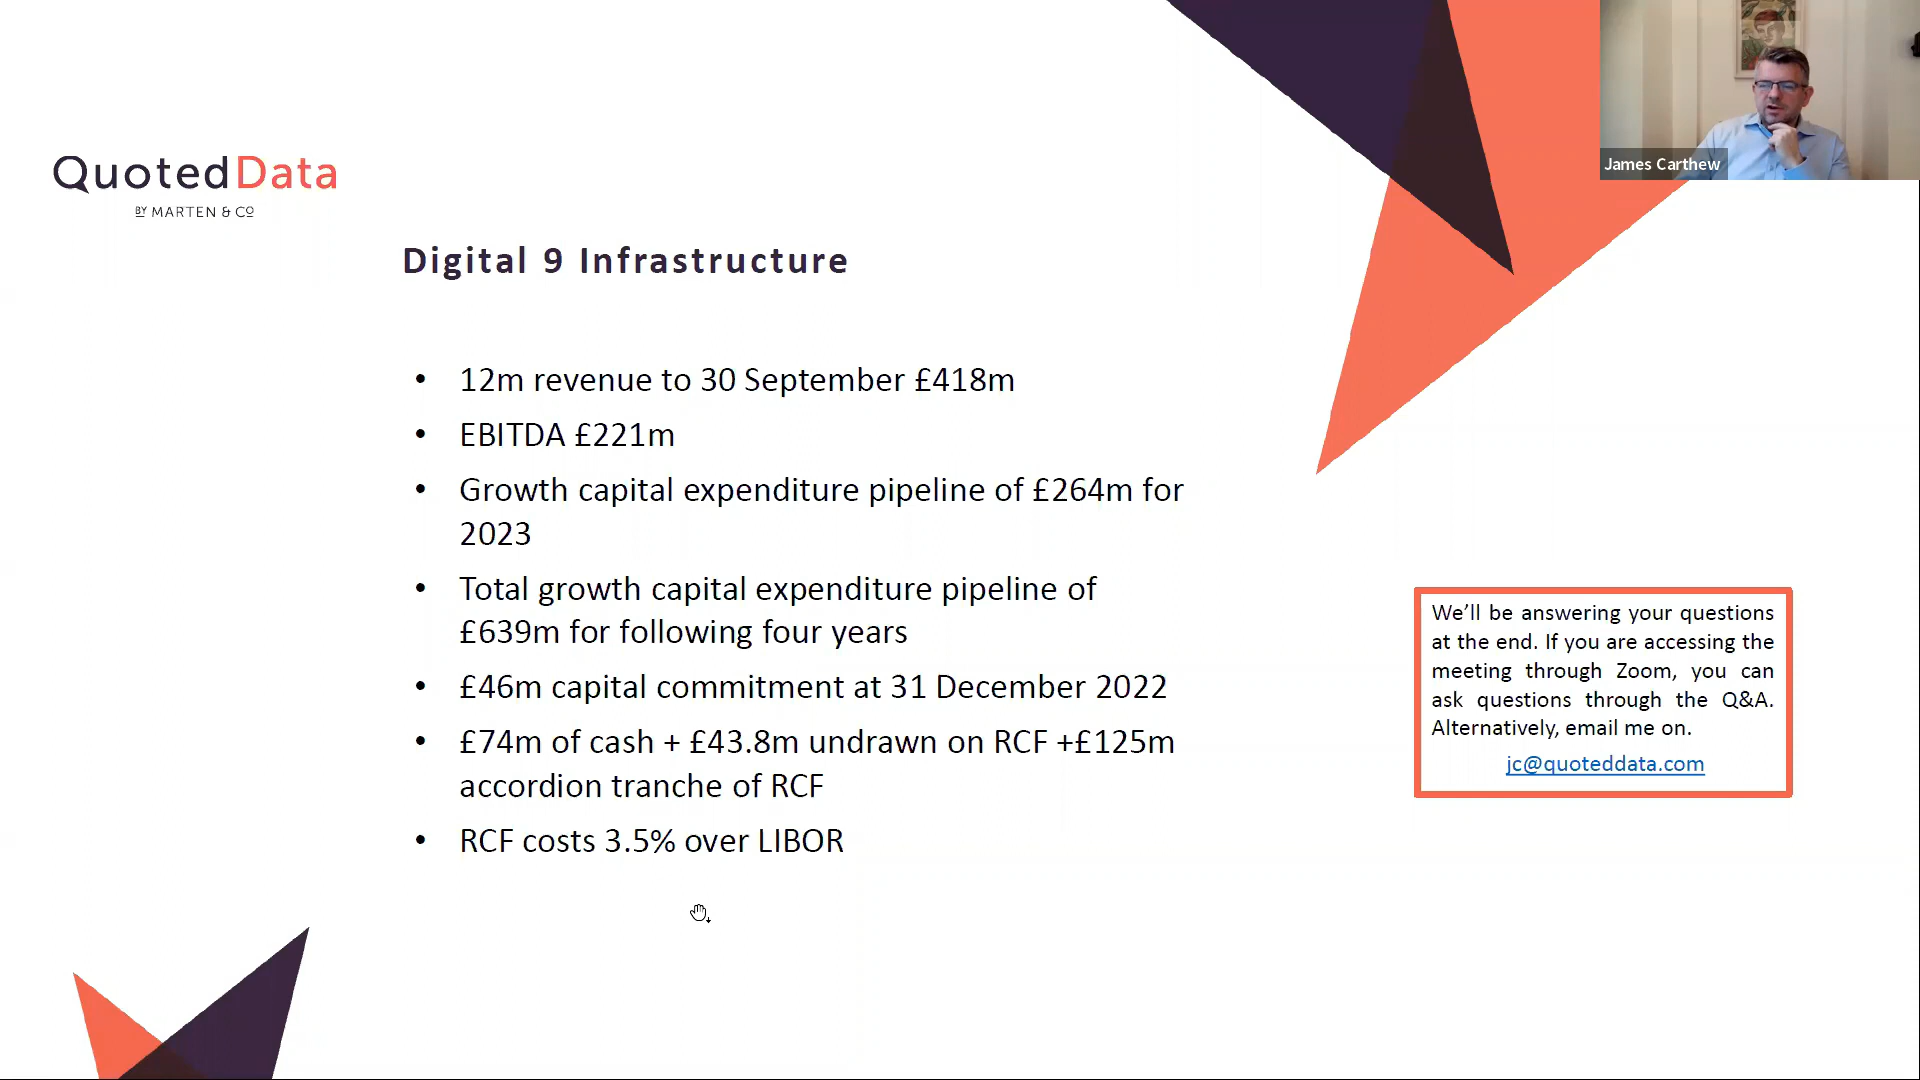 James Carthew
QuotedData
BY MARTEN & CO
Digital 9 Infrastructure
• 12m revenue to 30 September £418m
• EBITDA £221m
• Growth capital expenditure pipeline of £264m for
2023
• Total growth capital expenditure pipeline of
£639m for following four years
• £46m capital commitment at 31 December 2022
• £74m of cash + £43.8m undrawn on RCF +£125m
accordion tranche of RCF
• RCF costs 3.5% over LIBOR
We’ll be answering your questions
at the end. If you are accessing the
meeting through Zoom, you can
ask questions through the Q&A.
Alternatively, email me on.
jc@quoteddata.com